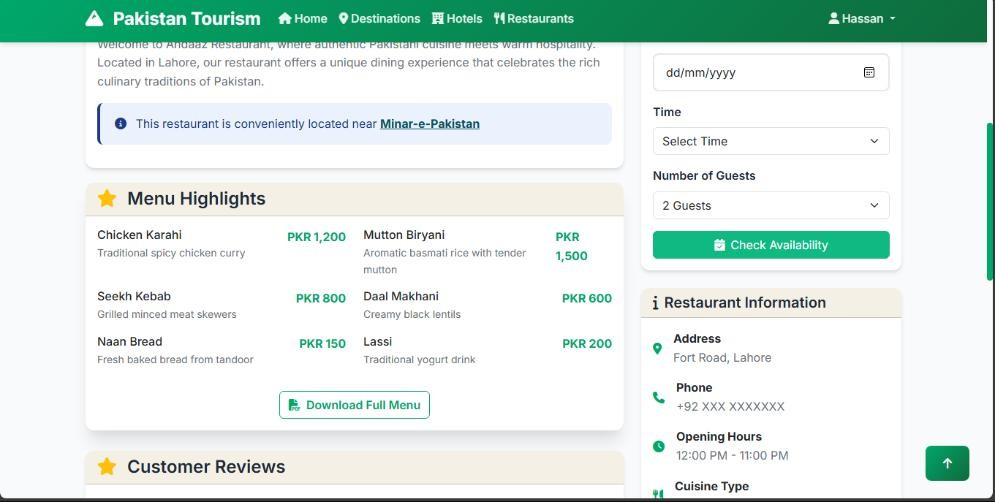 Pakistan Tourism Home Destinations Hotels Restaurants Hassan
Welcome to Andaaz Restaurant, where authentic Pakistani cuisine meets warm hospitality.
Located in Lahore, our restaurant offers a unique dining experience that celebrates the rich
culinary traditions of Pakistan.
This restaurant is conveniently located near Minar-e-Pakistan
Menu Highlights
Chicken Karahi
PKR 1,200
Traditional spicy chicken curry
Mutton Biryani
PKR
1,500
Aromatic basmati rice with tender
mutton
Seekh Kebab
PKR 800
Grilled minced meat skewers
Daal Makhani
PKR 600
Creamy black lentils
Naan Bread
PKR 150
Fresh baked bread from tandoor
Lassi
PKR 200
Traditional yogurt drink
Download Full Menu
Customer Reviews
dd/mm/yyyy
Time
Select Time
Number of Guests
2 Guests
Check Availability
Restaurant Information
Address
Fort Road, Lahore
Phone
+92 XXX XXXXXXX
Opening Hours
12:00 PM - 11:00 PM
Cuisine Type